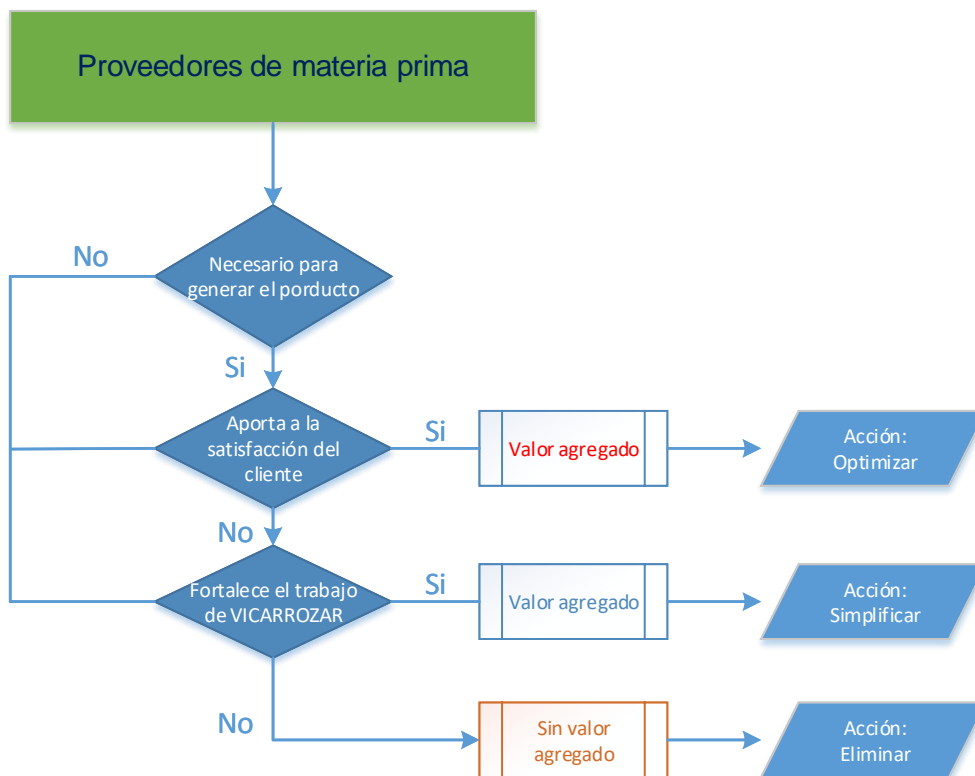 Proveedores de materia prima
No
Necesario para
generar el porducto
Si
Aporta a la
satisfacción del
cliente
Si
Valor agregado
Acción:
Optimizar
No
Fortalece el trabajo
de VICARROZAR
Si
Valor agregado
Acción:
Simplificar
No
Sin valor
agregado
Acción:
Eliminar